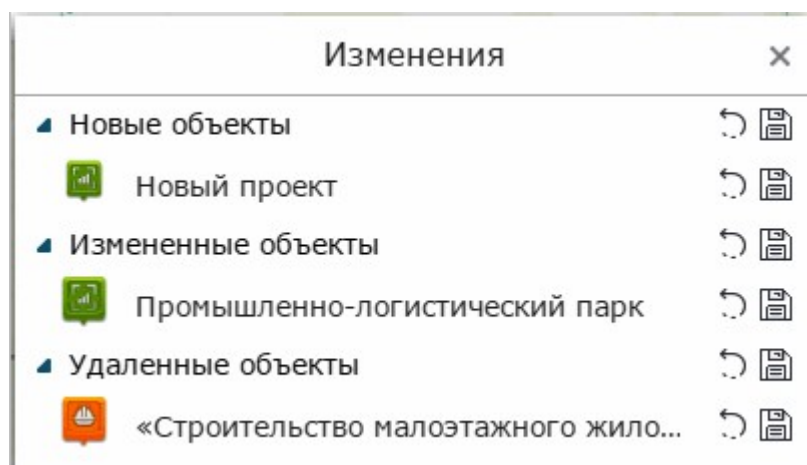 Изменения
Новые объекты
Новый проект
Измененные объекты
Промышленно-логистический парк
Удаленные объекты
«Строительство малоэтажного жило...